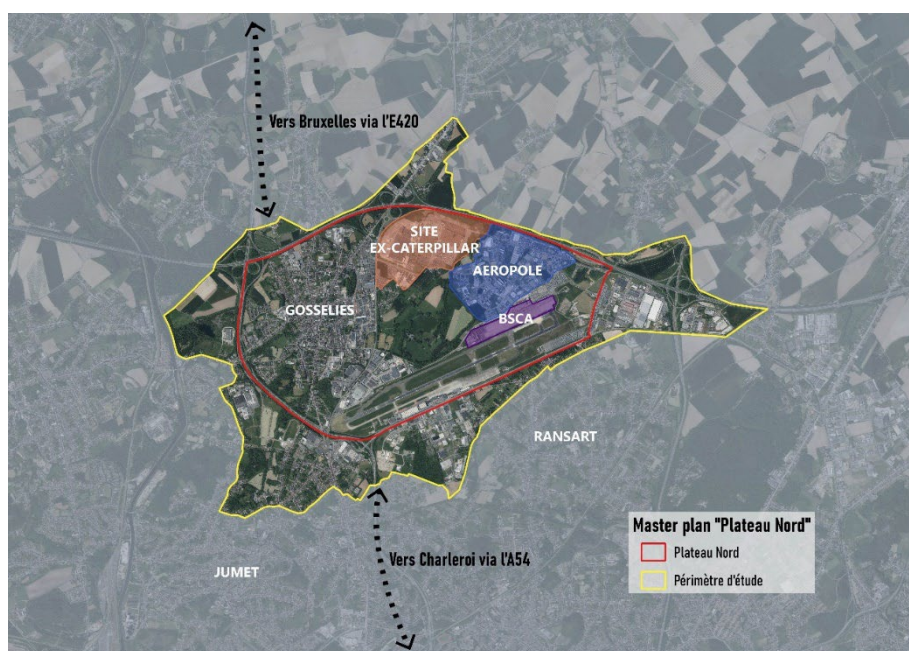 Vers Bruxelles via l'E420
SITE
EX-CATERPILLAR
AEROPOLE
GOSSELIES
BSCA
RANSART
Vers Charleroi via l'A54
JUMET
Master plan "Plateau Nord"
Plateau Nord
Périmètre d'étude